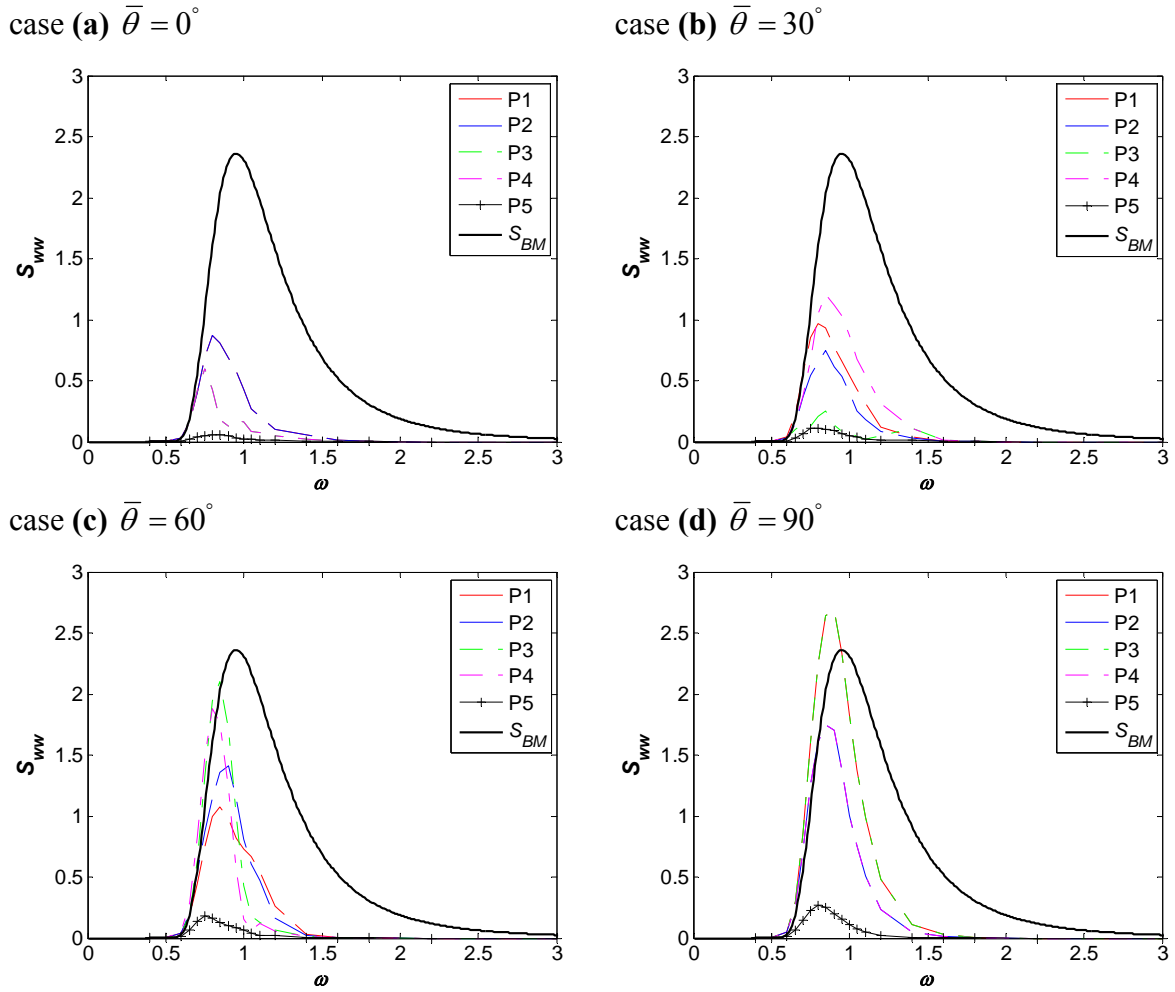 case (a) θ̅ = 0°
3
2.5
2
1.5
1
0.5
0
0 0.5 1 1.5 2 2.5 3
S_ww
ω
P1
P2
P3
P4
P5
S_BM
case (b) θ̅ = 30°
3
2.5
2
1.5
1
0.5
0
0 0.5 1 1.5 2 2.5 3
S_ww
ω
P1
P2
P3
P4
P5
S_BM
case (c) θ̅ = 60°
3
2.5
2
1.5
1
0.5
0
0 0.5 1 1.5 2 2.5 3
S_ww
ω
P1
P2
P3
P4
P5
S_BM
case (d) θ̅ = 90°
3
2.5
2
1.5
1
0.5
0
0 0.5 1 1.5 2 2.5 3
S_ww
ω
P1
P2
P3
P4
P5
S_BM